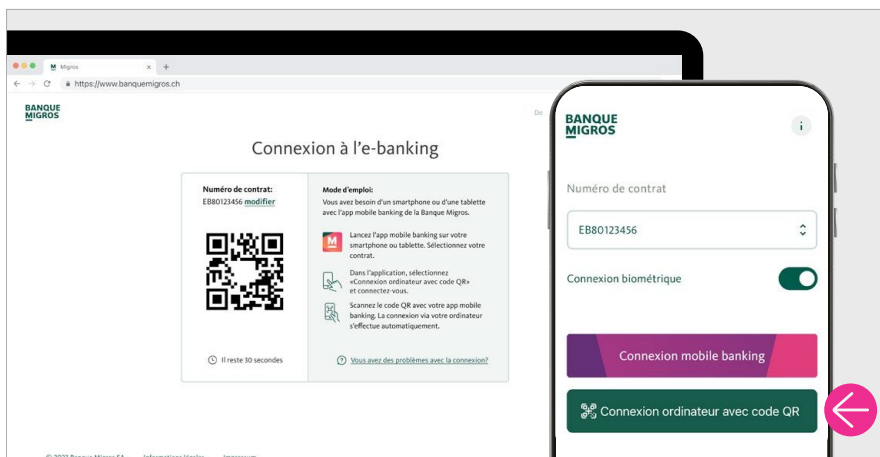 Migros
https://www.banquemigros.ch
BANQUE
MIGROS
De
Connexion à l'e-banking
Numéro de contrat:
EB80123456 modifier
Il reste 30 secondes
Mode d'emploi:
Vous avez besoin d'un smartphone ou d'une tablette
avec l'app mobile banking de la Banque Migros.
M
Lancez l'app mobile banking sur votre
smartphone ou tablette. Sélectionnez votre
contrat.
Dans l'application, sélectionnez
«Connexion ordinateur avec code QR»
et connectez-vous.
Scannez le code QR avec votre app mobile
banking. La connexion via votre ordinateur
s'effectue automatiquement.
Vous avez des problèmes avec la connexion?
BANQUE
MIGROS
i
Numéro de contrat
EB80123456
Connexion biométrique
Connexion mobile banking
Connexion ordinateur avec code QR